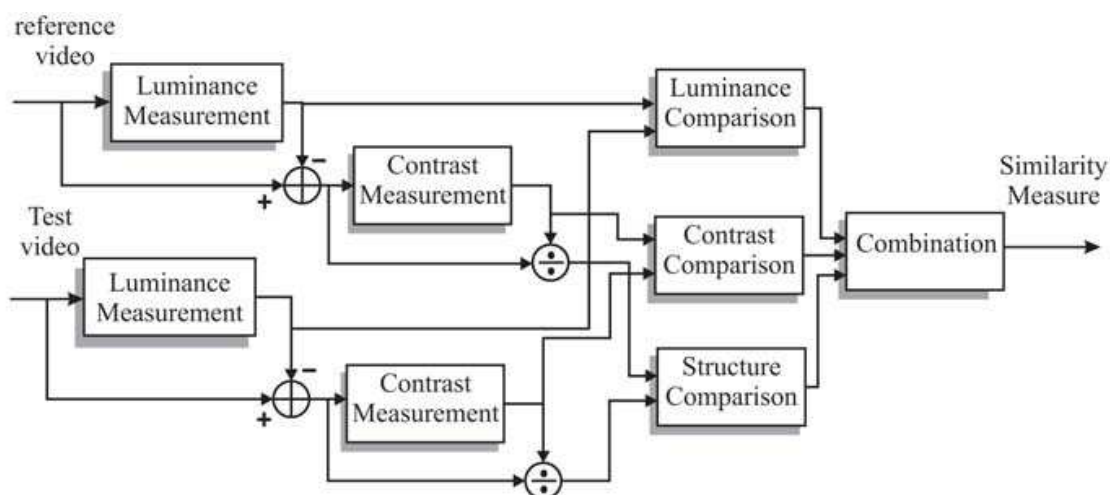 reference
video
Luminance
Measurement
Luminance
Comparison
−
Contrast
Measurement
+
Similarity
Measure
Test
video
÷
Contrast
Comparison
Combination
Luminance
Measurement
−
Contrast
Measurement
+
Structure
Comparison
÷